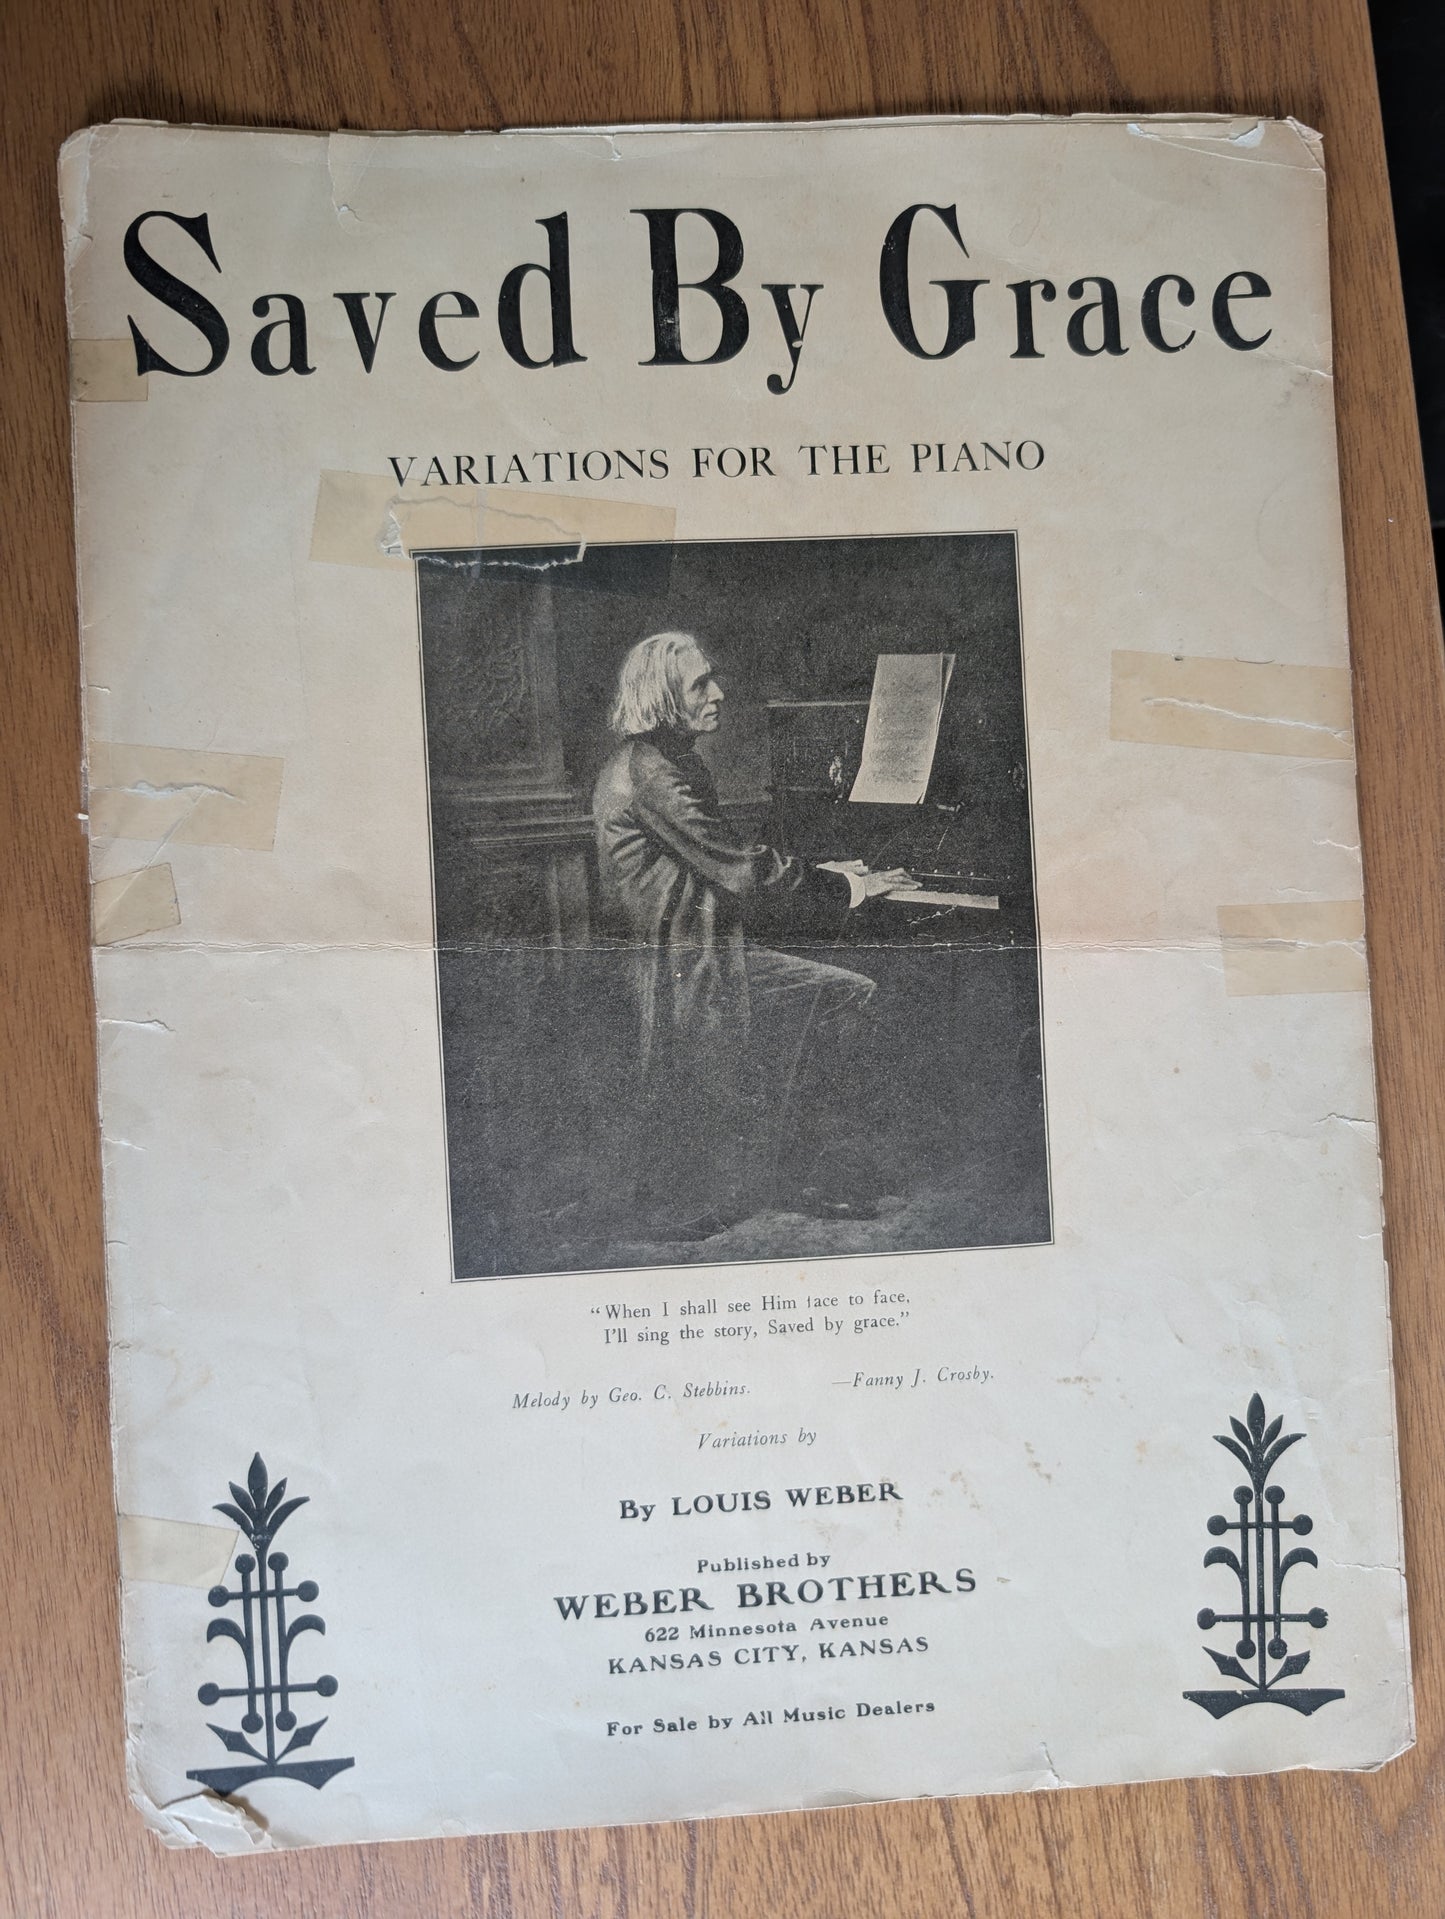 Saved By Grace
VARIATIONS FOR THE PIANO
“When I shall see Him face to face,
I'll sing the story, Saved by grace.”
—Fanny J. Crosby.
Melody by Geo. C. Stebbins.
Variations by
By LOUIS WEBER
Published by
WEBER BROTHERS
622 Minnesota Avenue
KANSAS CITY, KANSAS
For Sale by All Music Dealers